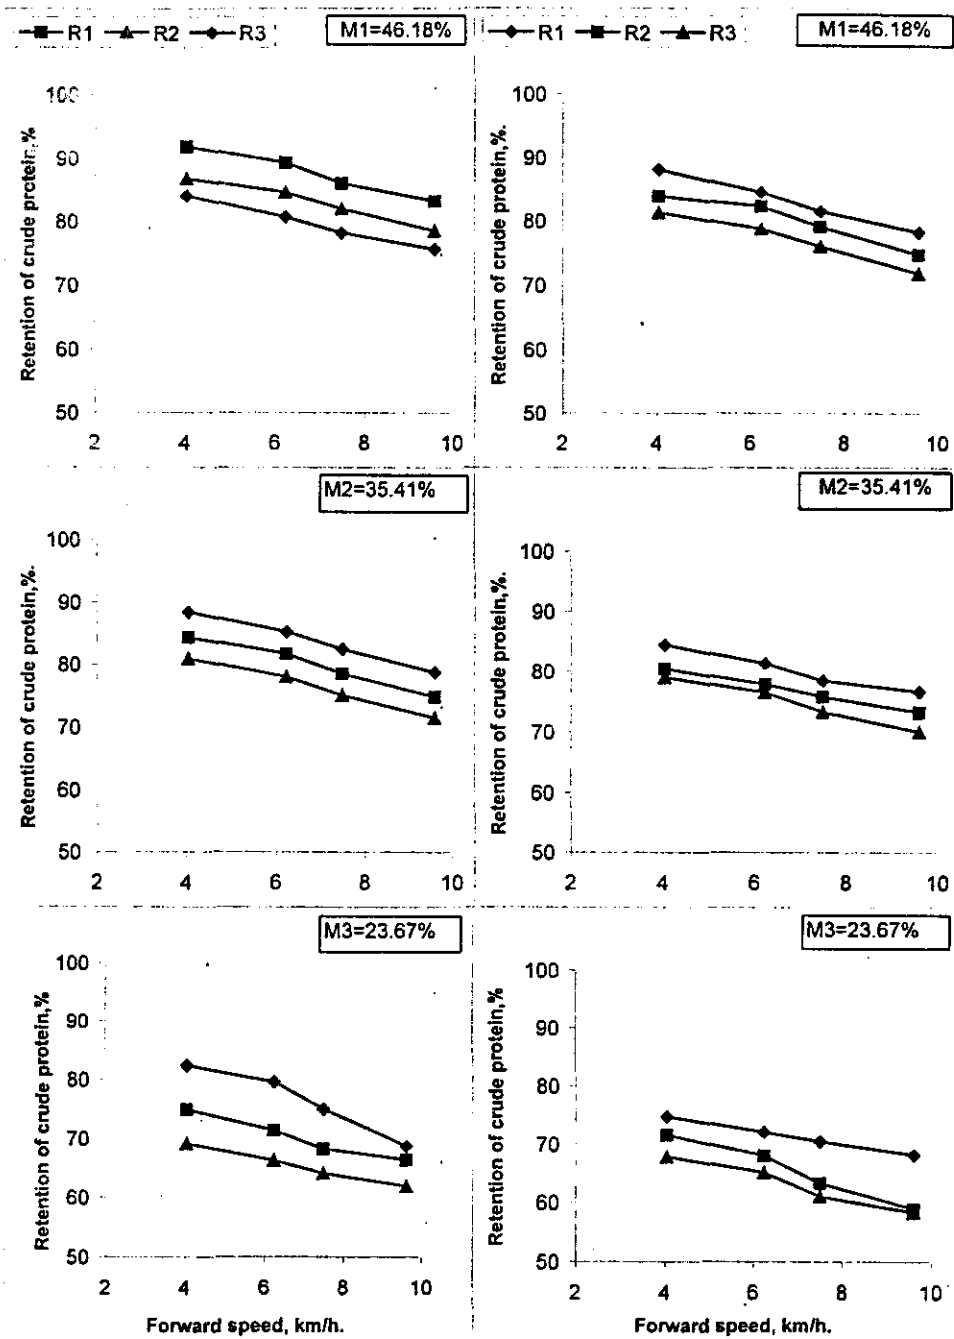 R1 R2 R3
M1=46.18%
Retention of crude protein,%
100
90
80
70
60
50
2 4 6 8 10
R1 R2 R3
M1=46.18%
Retention of crude protein,%.
100
90
80
70
60
50
2 4 6 8 10
M2=35.41%
Retention of crude protein,%.
100
90
80
70
60
50
2 4 6 8 10
M2=35.41%
Retention of crude protein,%.
100
90
80
70
60
50
2 4 6 8 10
M3=23.67%
Retention of crude protein,%
100
90
80
70
60
50
2 4 6 8 10
Forward speed, km/h.
M3=23.67%
Retention of crude protein,%
100
90
80
70
60
50
2 4 6 8 10
Forward speed, km/h.